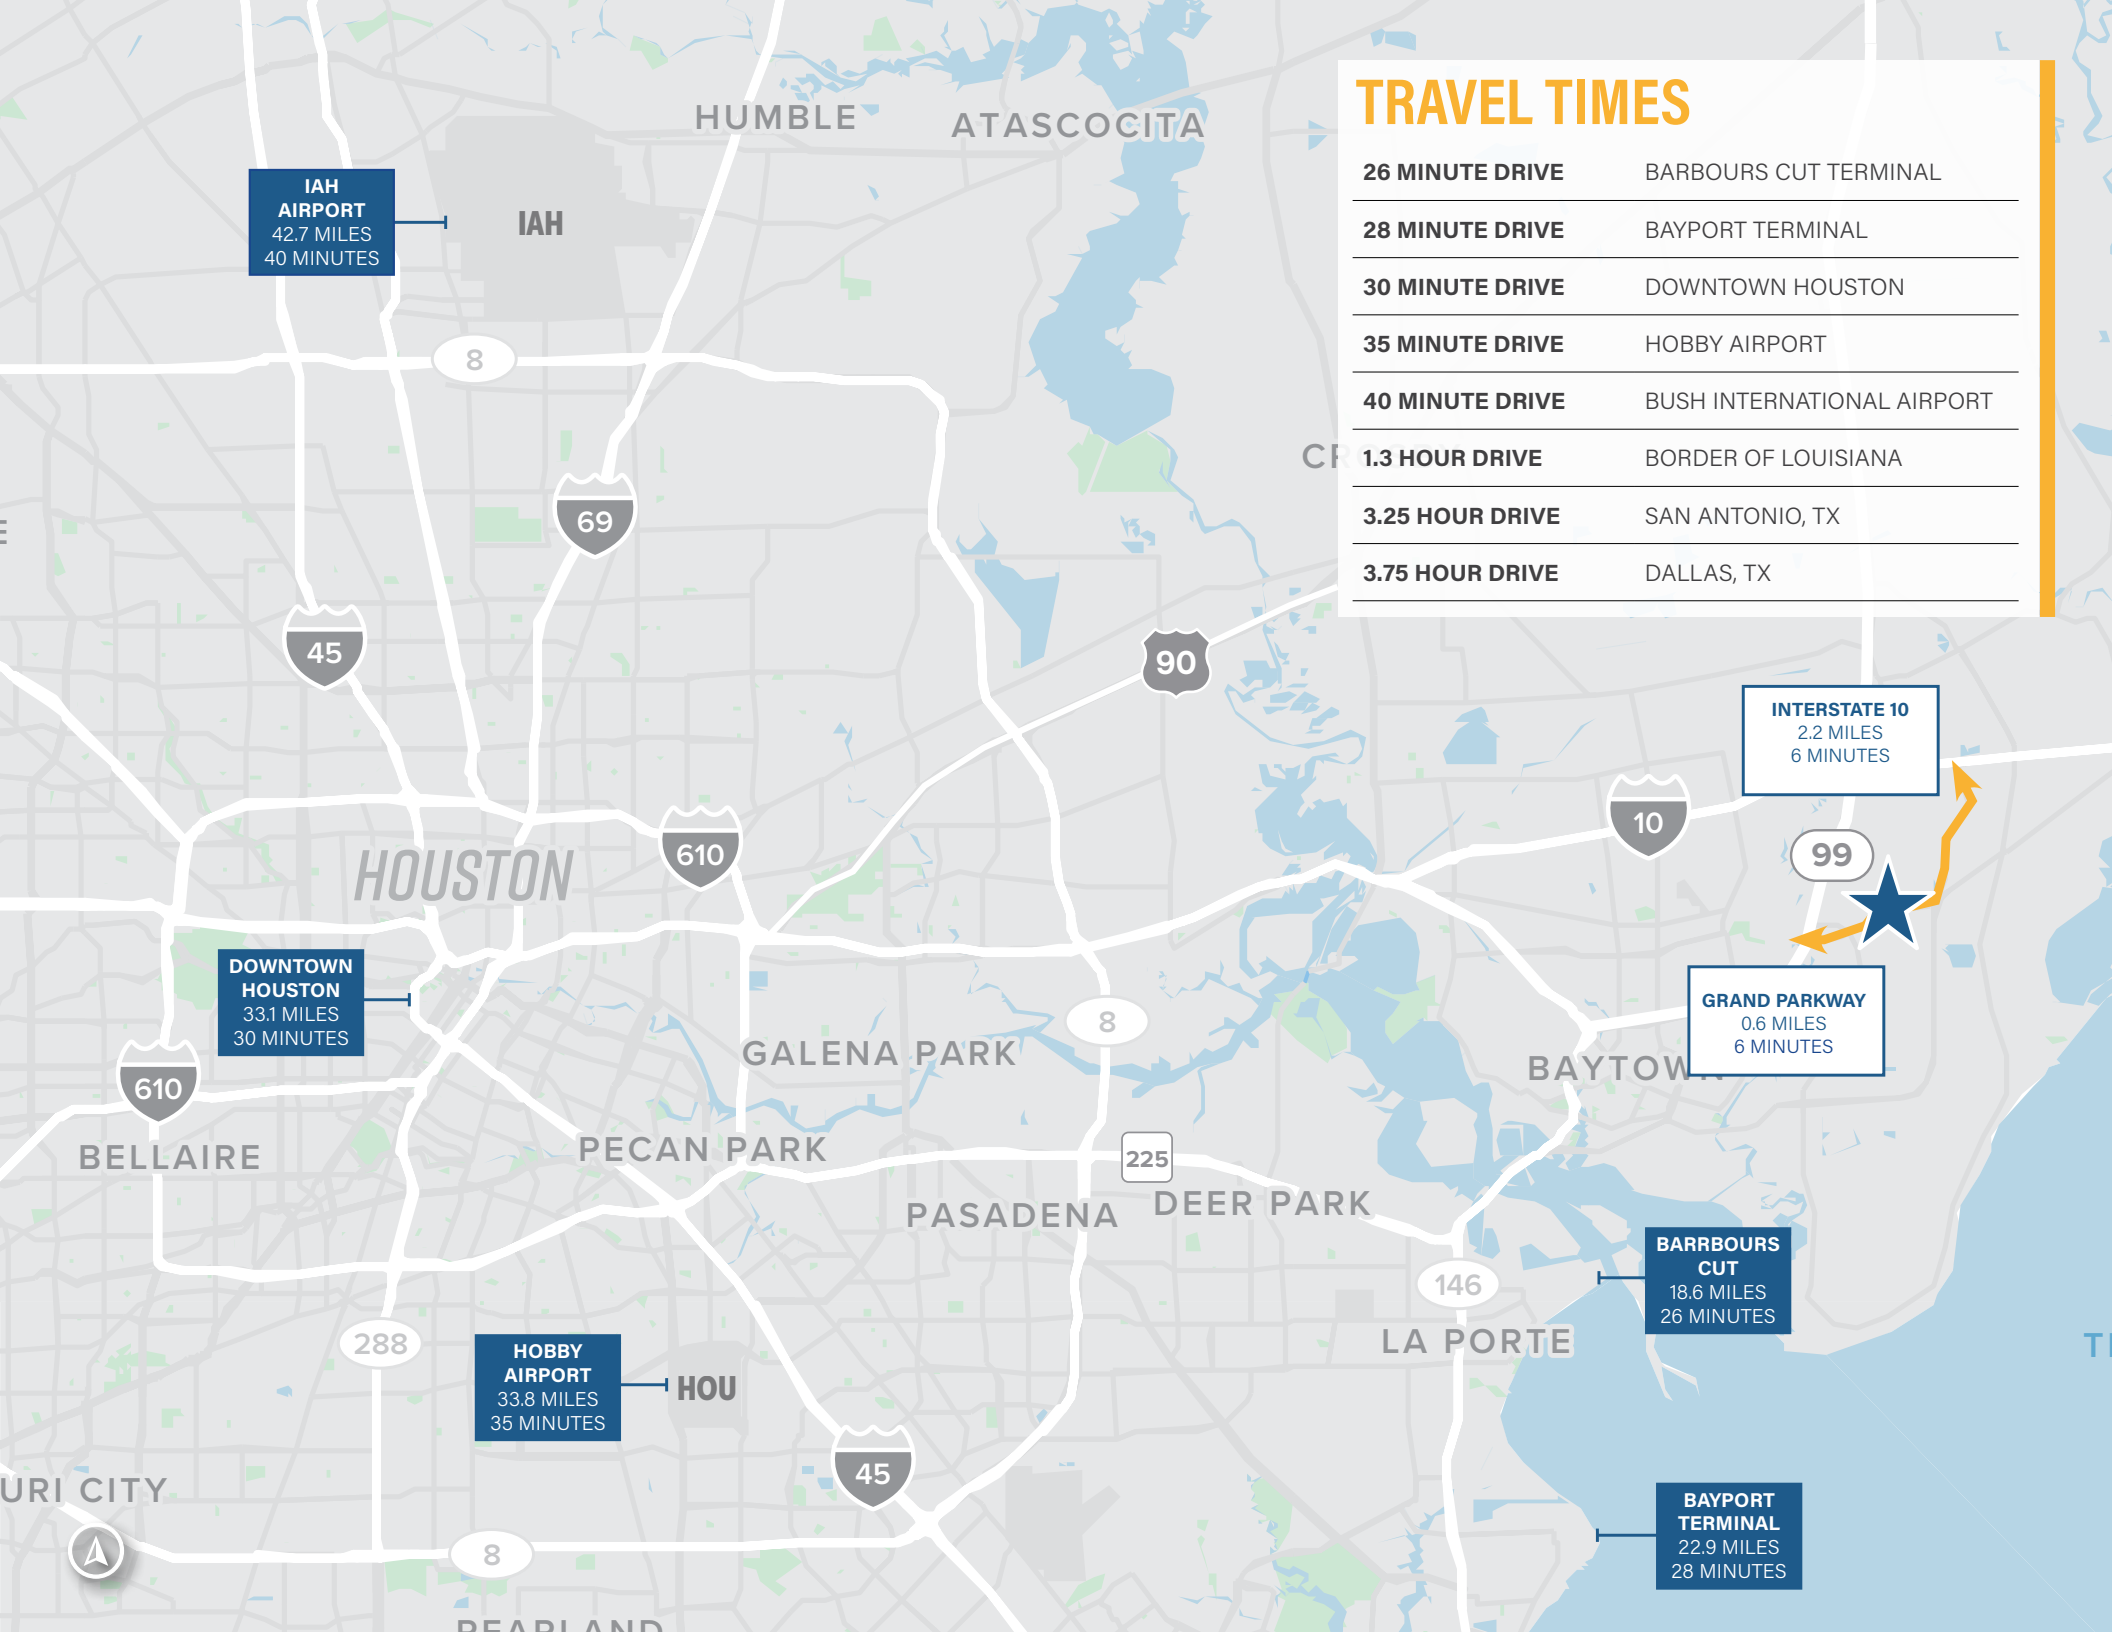 HUMBLE
ATASCOCITA
TRAVEL TIMES
26 MINUTE DRIVE BARBOURS CUT TERMINAL
28 MINUTE DRIVE BAYPORT TERMINAL
30 MINUTE DRIVE DOWNTOWN HOUSTON
35 MINUTE DRIVE HOBBY AIRPORT
40 MINUTE DRIVE BUSH INTERNATIONAL AIRPORT
1.3 HOUR DRIVE BORDER OF LOUISIANA
3.25 HOUR DRIVE SAN ANTONIO, TX
3.75 HOUR DRIVE DALLAS, TX
IAH
AIRPORT
42.7 MILES
40 MINUTES
IAH
8
69
45
90
INTERSTATE 10
2.2 MILES
6 MINUTES
10
99
610
HOUSTON
DOWNTOWN
HOUSTON
33.1 MILES
30 MINUTES
GRAND PARKWAY
0.6 MILES
6 MINUTES
8
GALENA PARK
BAYTOWN
610
BELLAIRE
PECAN PARK
225
PASADENA
DEER PARK
BARRBOURS
CUT
18.6 MILES
26 MINUTES
146
LA PORTE
288
HOBBY
AIRPORT
33.8 MILES
35 MINUTES
HOU
45
URI CITY
BAYPORT
TERMINAL
22.9 MILES
28 MINUTES
8
PEARLAND